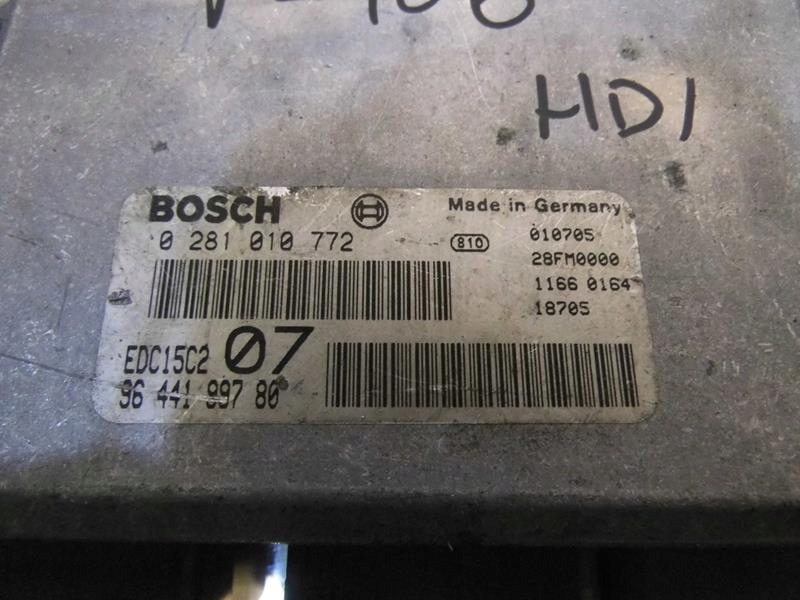 HDI
BOSCH
Made in Germany
0 281 010 772
810
010705
28FM0000
1166 0164
18705
EDC15C2 07
96 441 997 80